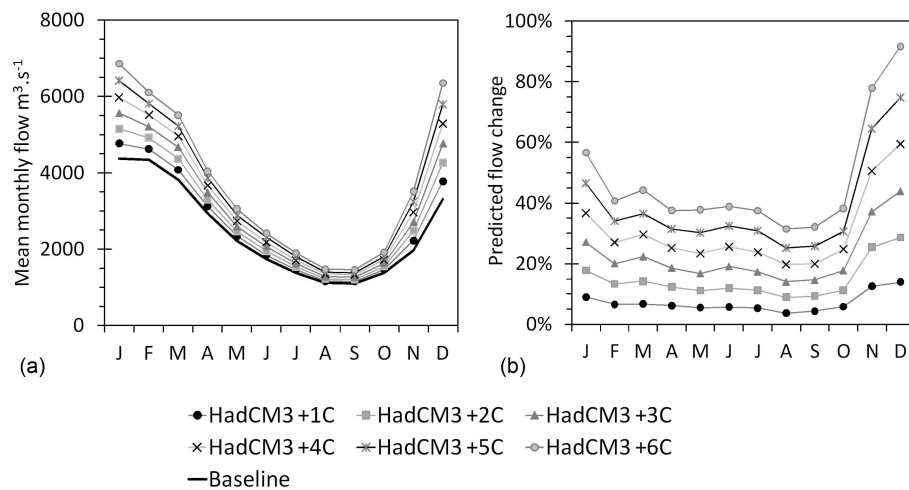 Mean monthly flow m³.s⁻¹
8000
6000
4000
2000
0
J F M A M J J A S O N D
(a)
Predicted flow change
100%
80%
60%
40%
20%
0%
J F M A M J J A S O N D
(b)
HadCM3 +1C HadCM3 +2C HadCM3 +3C
HadCM3 +4C HadCM3 +5C HadCM3 +6C
Baseline